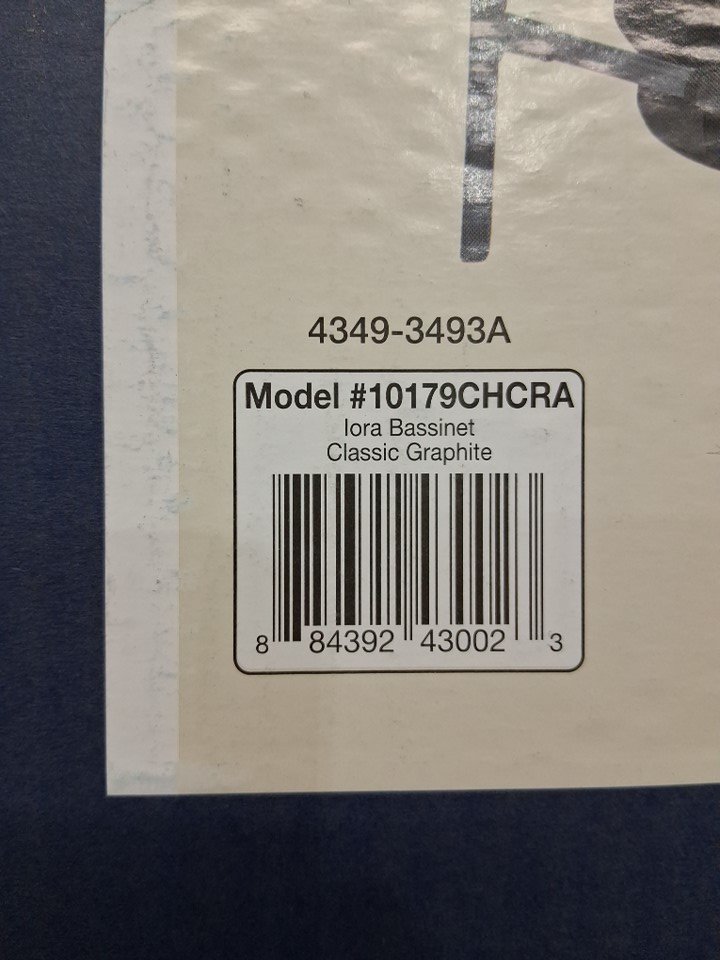 4349-3493A
Model #10179CHCRA
Iora Bassinet
Classic Graphite
8 84392 43002 3